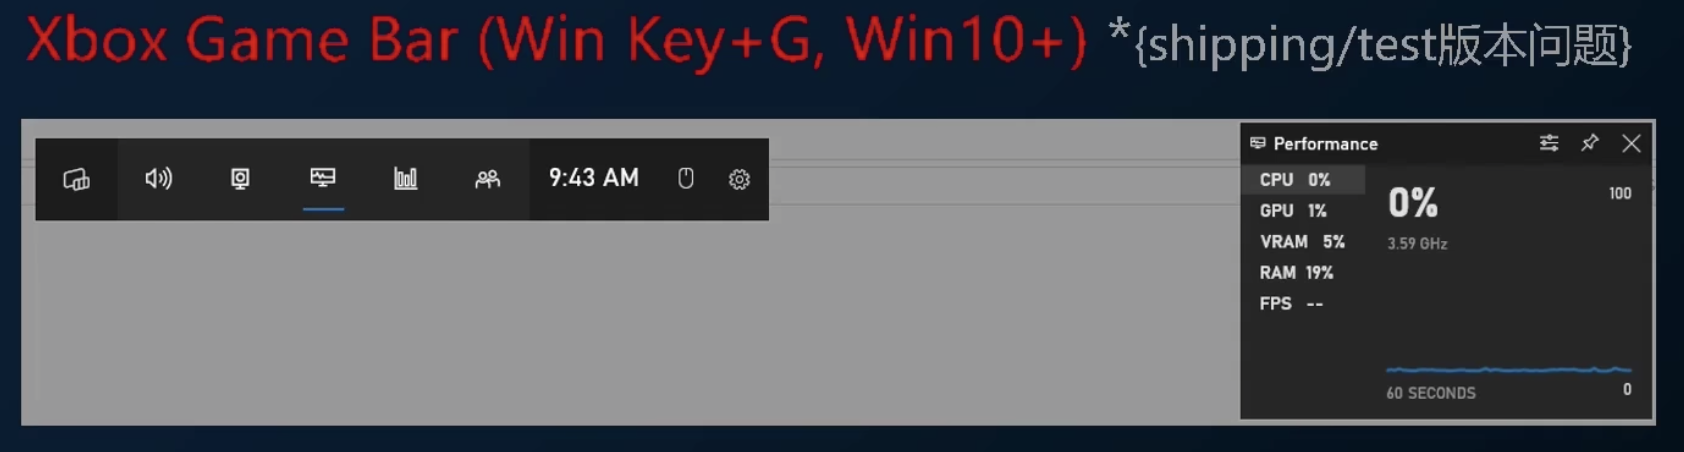 Xbox Game Bar (Win Key+G, Win10+) *{shipping/test版本问题}
9:43 AM
Performance
CPU 0%
GPU 1%
VRAM 5%
RAM 19%
FPS --
0%
3.59 GHz
100
60 SECONDS
0